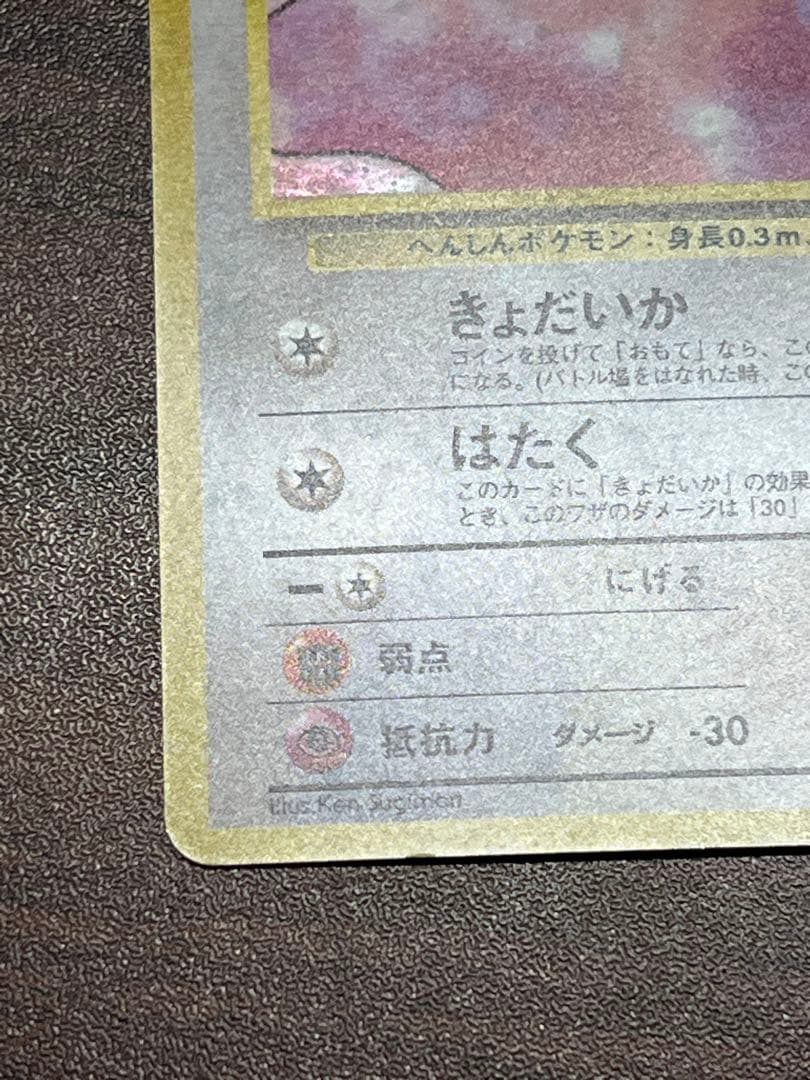 へんしんポケモン：身長0.3m
きょだいか
コインを投げて「おもて」なら、この
になる。(バトル場をはなれた時、この
はたく
このカードに「きょだいか」の効果
とき、このワザのダメージは「30」
にげる
弱点
抵抗力 ダメージ -30
Illus. Ken Sugimori